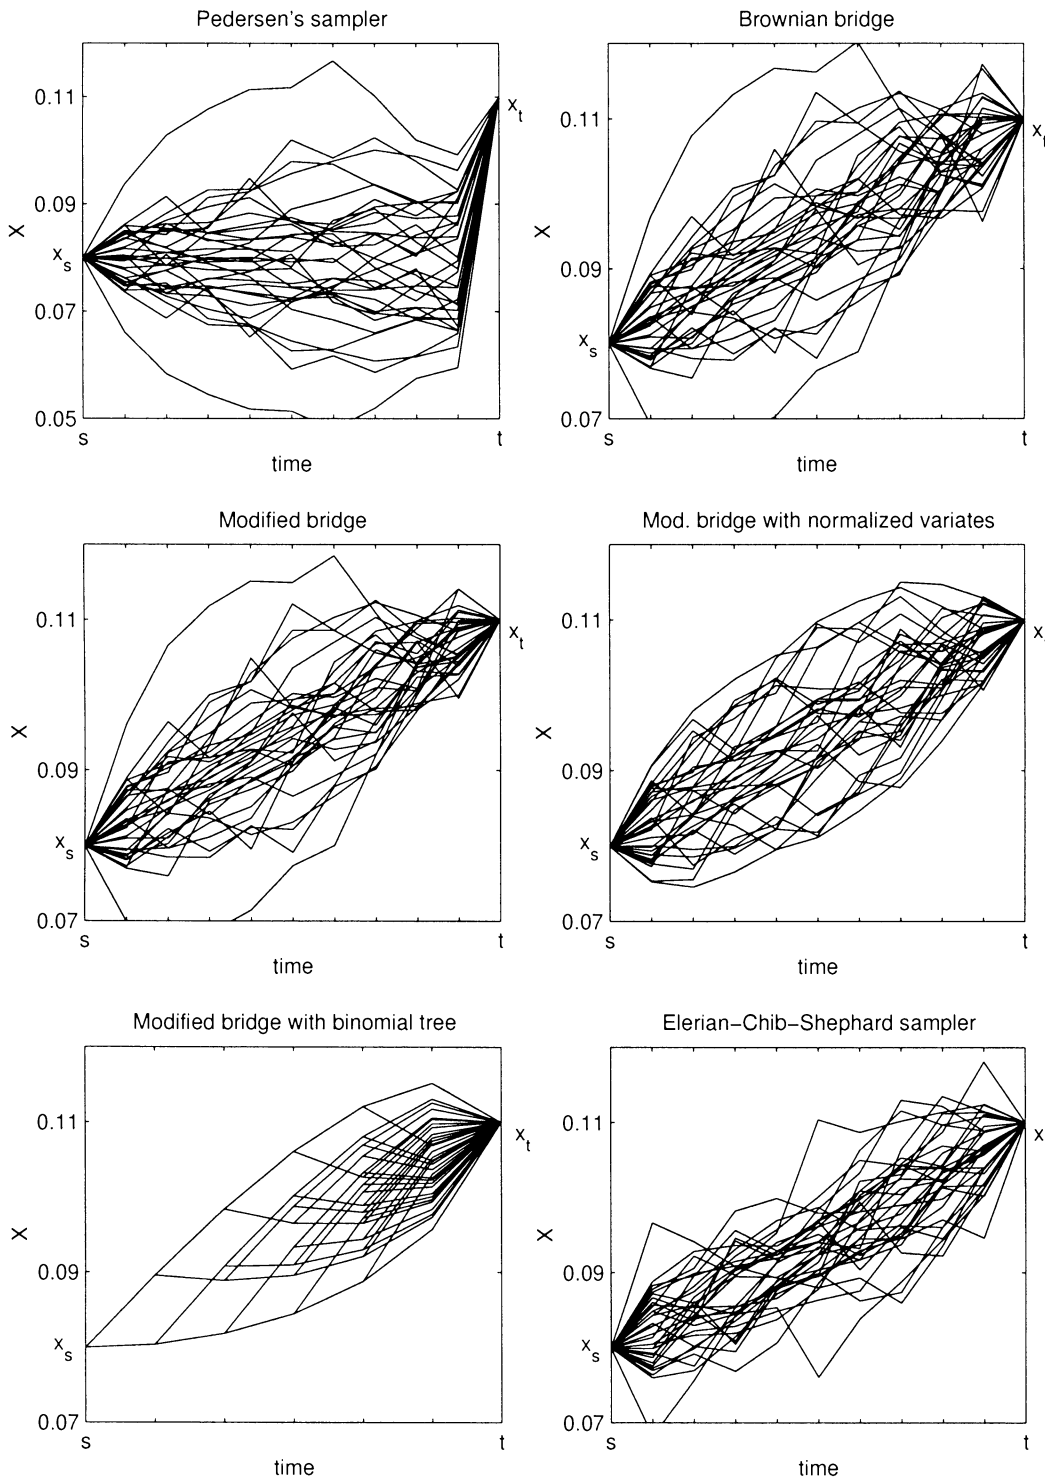 Pedersen's sampler
0.11
x_t
0.09
X
x_s
0.07
0.05
s
t
time
Brownian bridge
0.11
x_t
X
0.09
x_s
0.07
s
t
time
Modified bridge
0.11
x_t
X
0.09
x_s
0.07
s
t
time
Mod. bridge with normalized variates
0.11
x
X
0.09
x_s
0.07
s
t
time
Modified bridge with binomial tree
0.11
x_t
X
0.09
x_s
0.07
s
t
time
Elerian–Chib–Shephard sampler
0.11
x
X
0.09
x_s
0.07
s
t
time